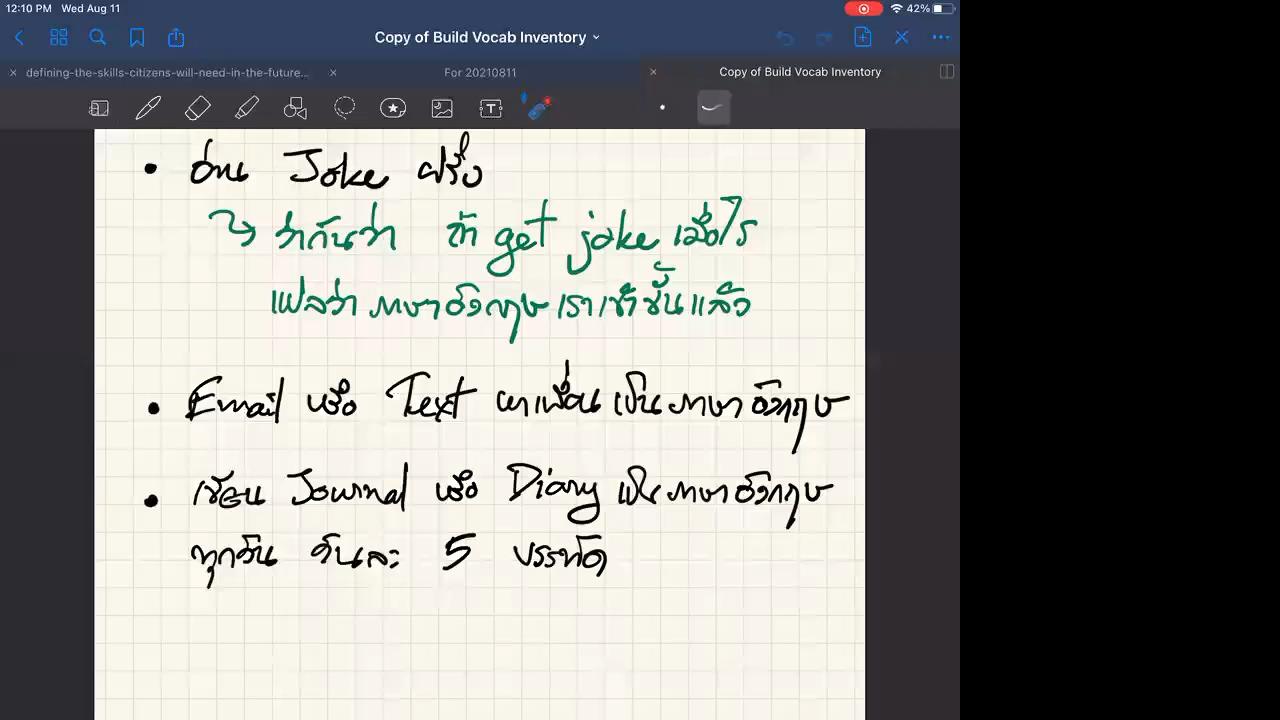 12:10 PM Wed Aug 11 42%
Copy of Build Vocab Inventory
defining-the-skills-citizens-will-need-in-the-future... For 20210811 Copy of Build Vocab Inventory
• อ่าน Joke ฝรั่ง
ว่ากันว่า ถ้า get joke เมื่อไร
แปลว่า ภาษาอังกฤษเราเข้าขั้นแล้ว
• Email หรือ Text หาเพื่อน เป็นภาษาอังกฤษ
• เขียน Journal หรือ Diary เป็นภาษาอังกฤษ
ทุกวัน วันละ 5 บรรทัด